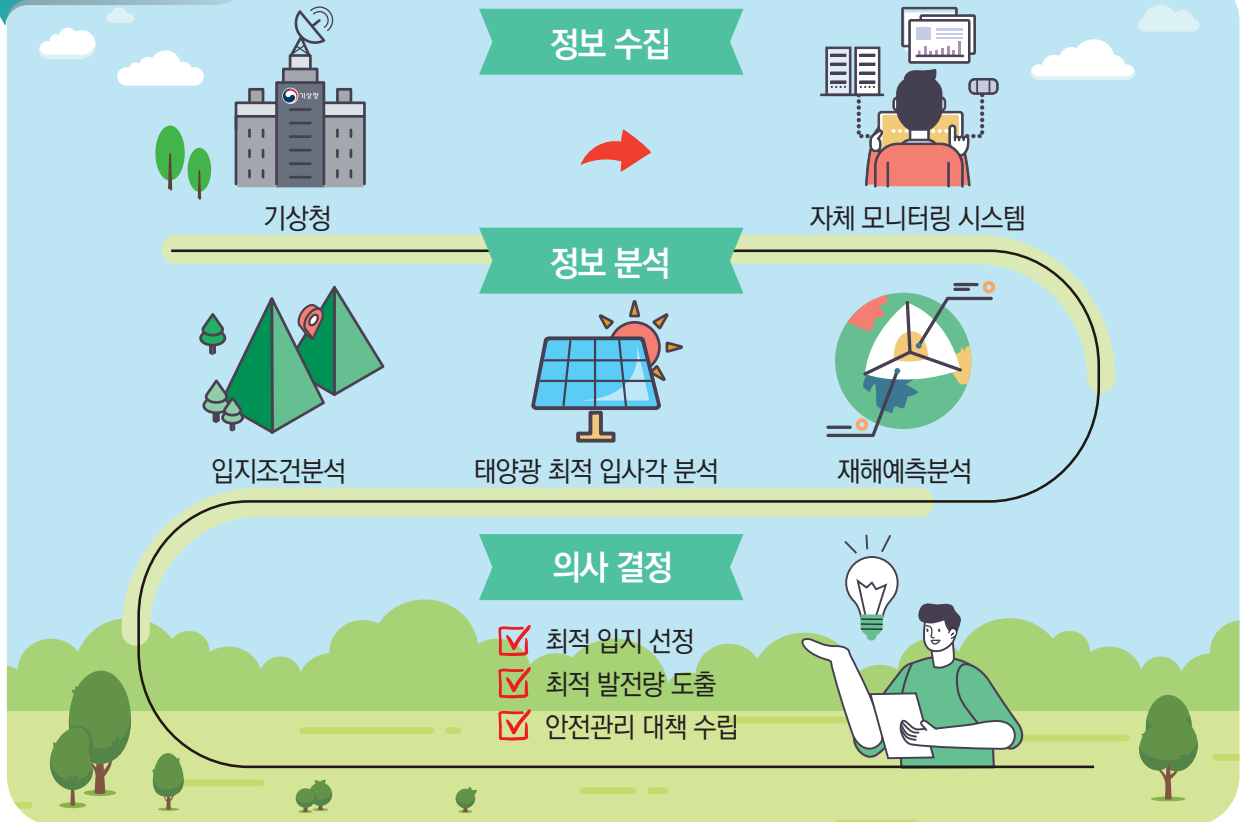 정보 수집
기상청
기상청
자체 모니터링 시스템
정보 분석
입지조건분석
태양광 최적 입사각 분석
재해예측분석
의사 결정
최적 입지 선정
최적 발전량 도출
안전관리 대책 수립